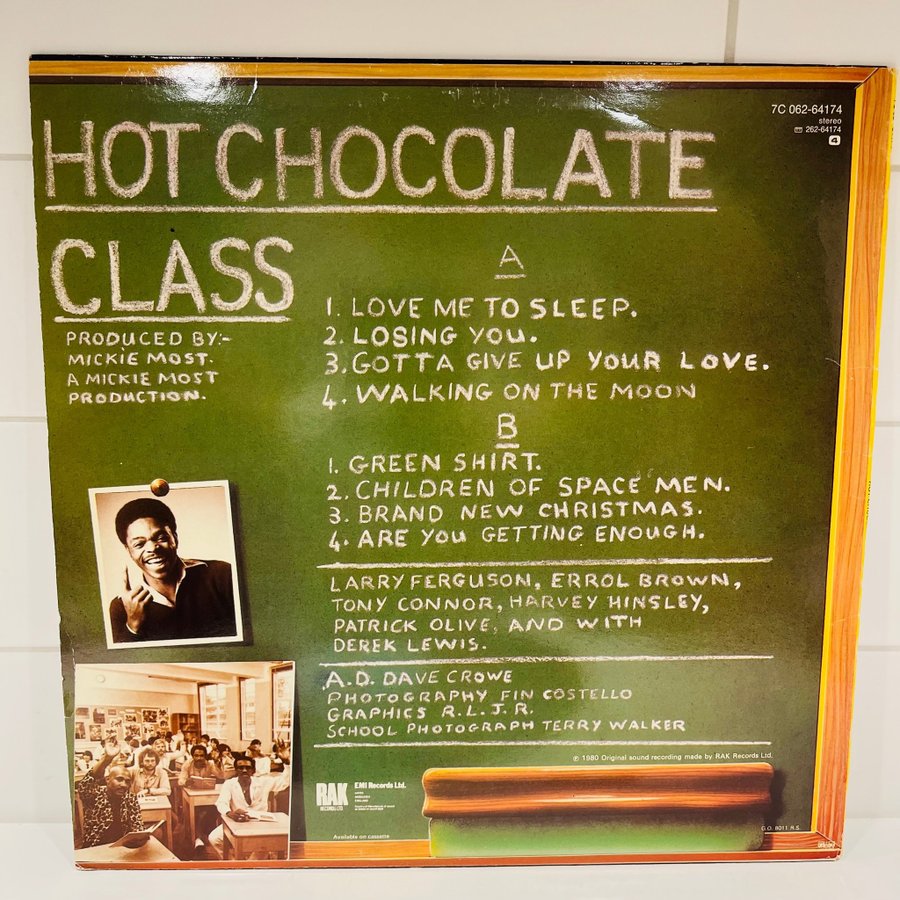 7C 062-64174
stereo
262-64174
4
HOT CHOCOLATE
CLASS
PRODUCED BY:-
MICKIE MOST.
A MICKIE MOST
PRODUCTION.
A
1. LOVE ME TO SLEEP.
2. LOSING YOU.
3. GOTTA GIVE UP YOUR LOVE.
4. WALKING ON THE MOON
B
1. GREEN SHIRT.
2. CHILDREN OF SPACE MEN.
3. BRAND NEW CHRISTMAS.
4. ARE YOU GETTING ENOUGH.
LARRY FERGUSON, ERROL BROWN,
TONY CONNOR, HARVEY HINSLEY,
PATRICK OLIVE, AND WITH
DEREK LEWIS.
A.D. DAVE CROWE
PHOTOGRAPHY FIN COSTELLO
GRAPHICS R.L.J.R.
SCHOOL PHOTOGRAPH TERRY WALKER
℗ 1980 Original sound recording made by RAK Records Ltd.
RAK
RECORDS LTD
EMI Records Ltd.
Available on cassette
G.O. 8011 R.S.